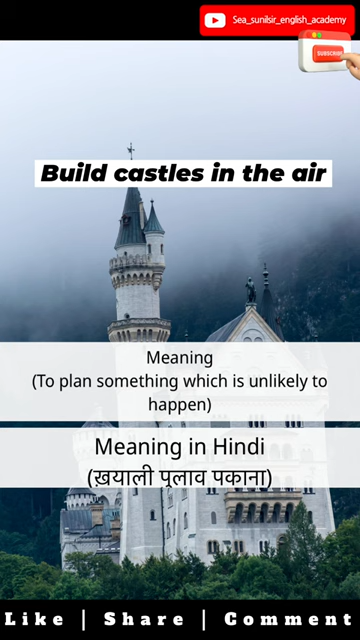 Sea_sunilsir_english_academy
SUBSCRIBE
Build castles in the air
Meaning
(To plan something which is unlikely to
happen)
Meaning in Hindi
(ख़याली पुलाव पकाना)
Like | Share | Comment